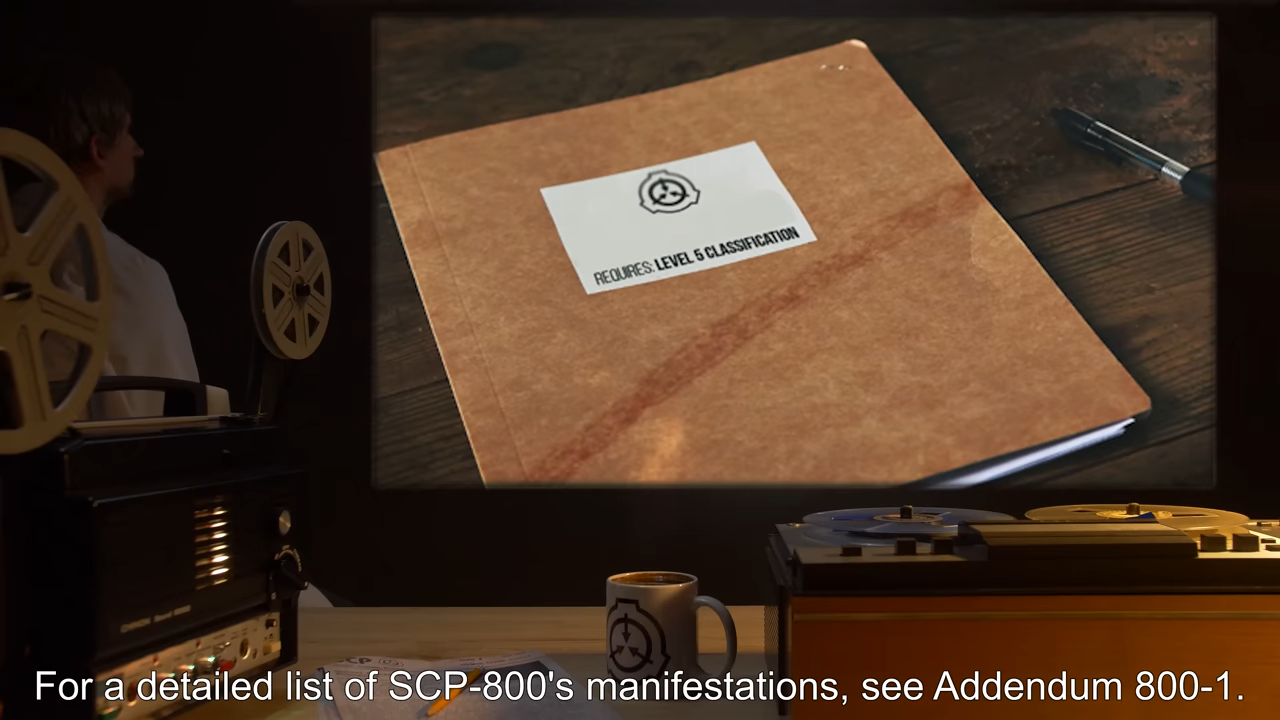 REQUIRES: LEVEL 5 CLASSIFICATION
For a detailed list of SCP-800's manifestations, see Addendum 800-1.